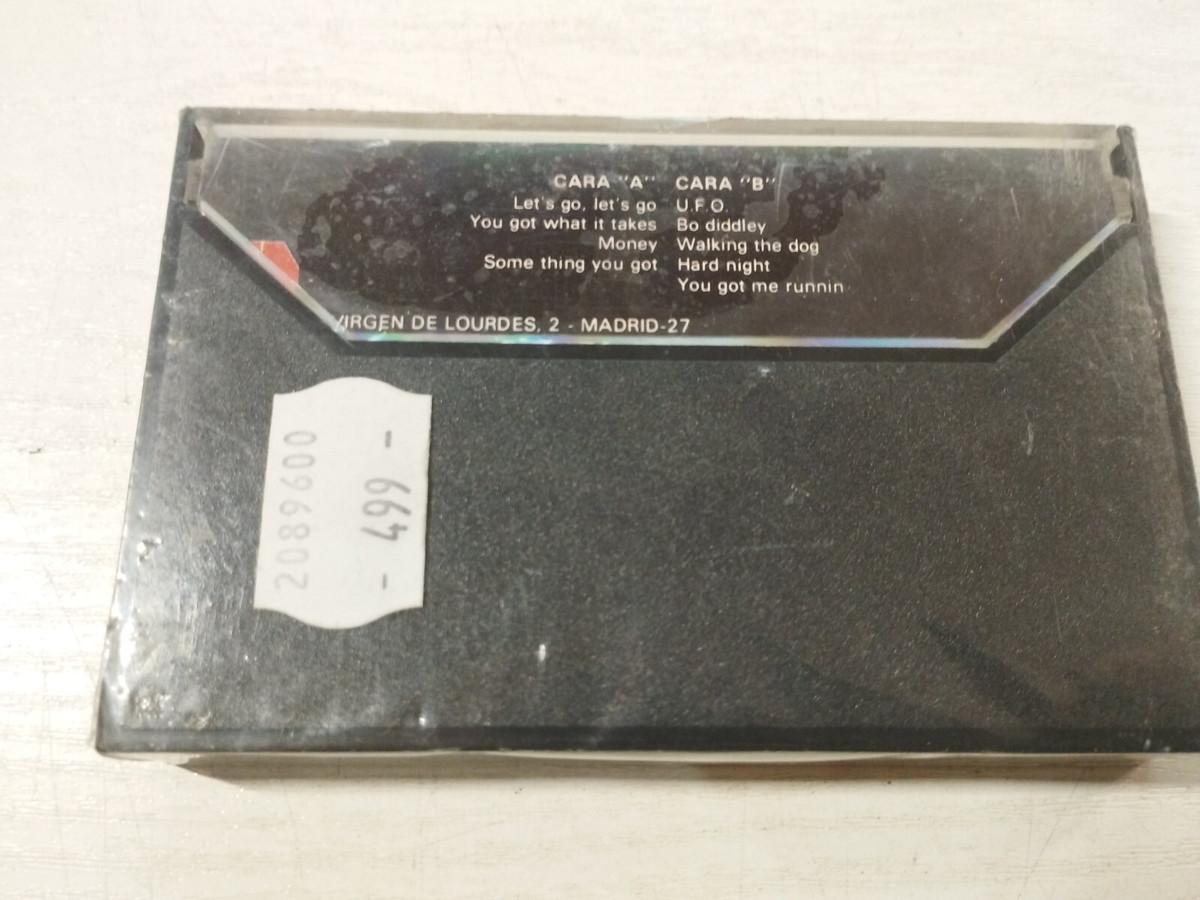 CARA "A"
Let's go, let's go
You got what it takes
Money
Some thing you got
CARA "B"
U.F.O.
Bo diddley
Walking the dog
Hard night
You got me runnin
VIRGEN DE LOURDES, 2 - MADRID-27
2089600
- 499 -